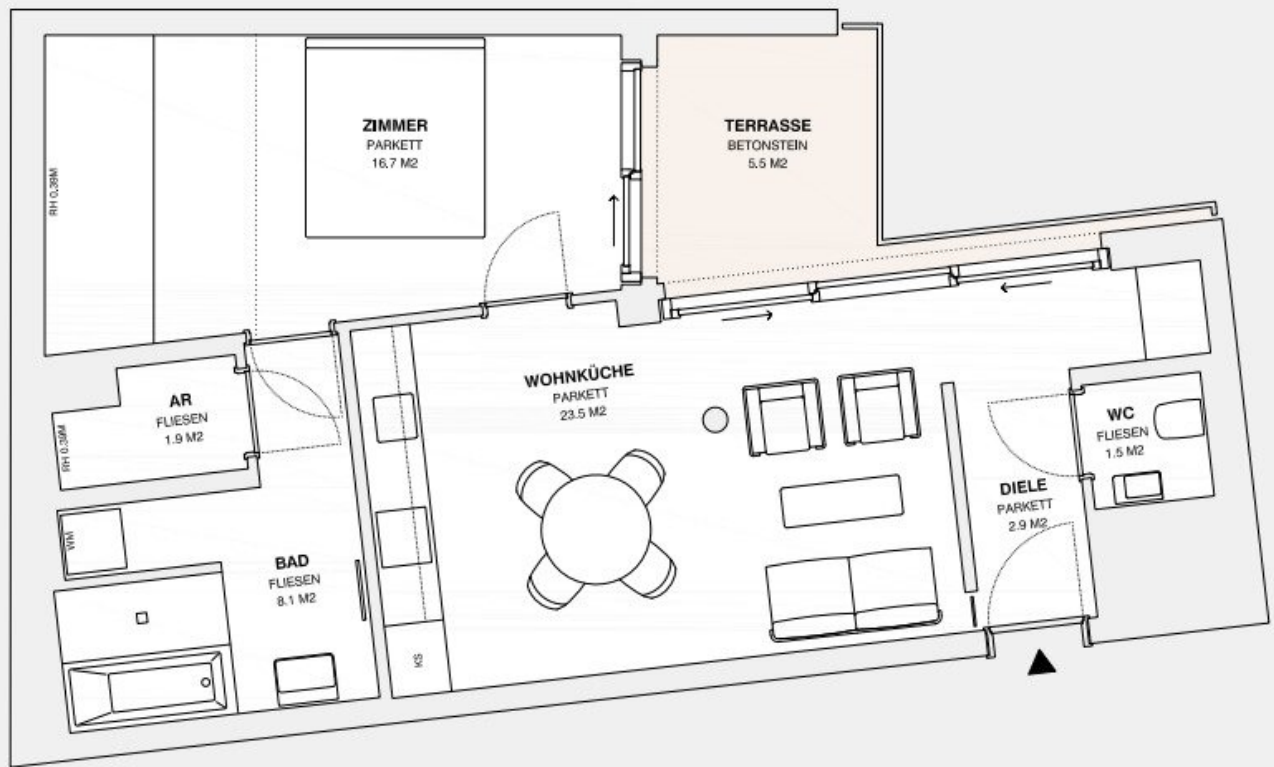 ZIMMER
PARKETT
16.7 M2
TERRASSE
BETONSTEIN
5.5 M2
RH 0.39M
WOHNKÜCHE
PARKETT
23.5 M2
AR
FLIESEN
1.9 M2
RH 0.39M
WC
FLIESEN
1.5 M2
DIELE
PARKETT
2.9 M2
WM
BAD
FLIESEN
8.1 M2
KS